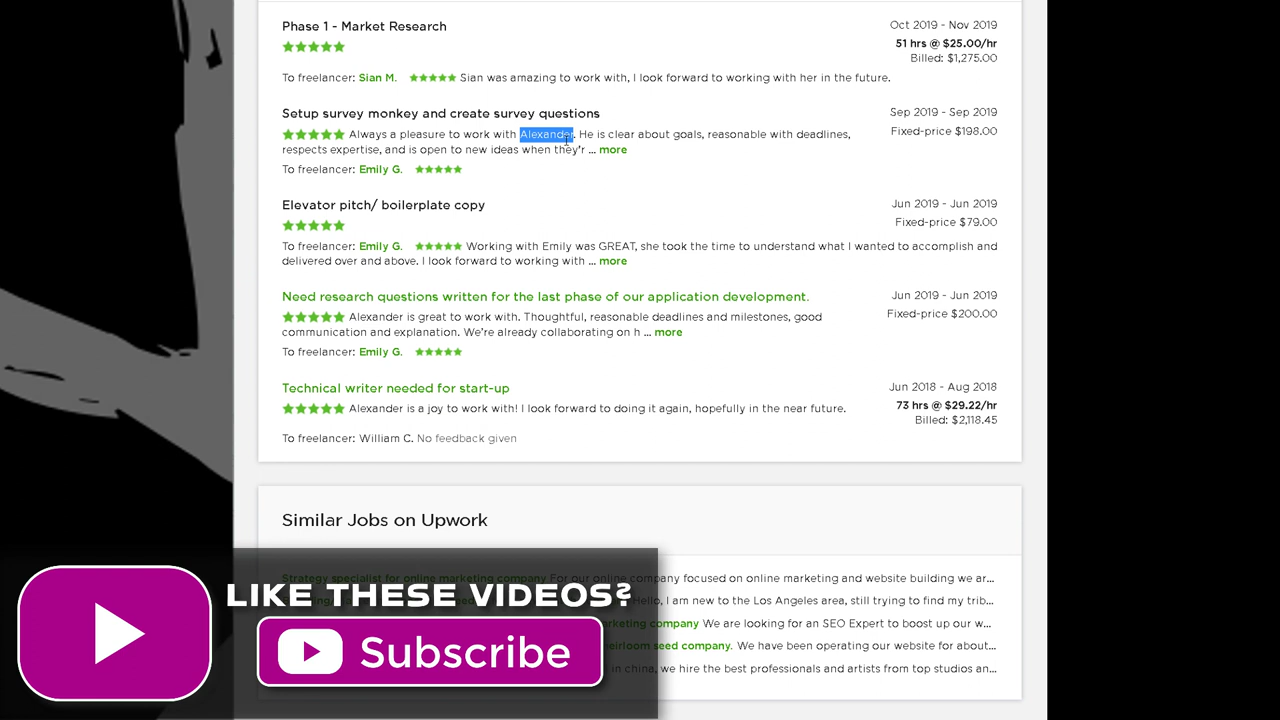 Phase 1 - Market Research
Oct 2019 - Nov 2019
51 hrs @ $25.00/hr
Billed: $1,275.00
To freelancer: Sian M. Sian was amazing to work with, I look forward to working with her in the future.
Setup survey monkey and create survey questions
Sep 2019 - Sep 2019
Always a pleasure to work with Alexander. He is clear about goals, reasonable with deadlines,
Fixed-price $198.00
respects expertise, and is open to new ideas when they'r ... more
To freelancer: Emily G.
Elevator pitch/ boilerplate copy
Jun 2019 - Jun 2019
Fixed-price $79.00
To freelancer: Emily G. Working with Emily was GREAT, she took the time to understand what I wanted to accomplish and
delivered over and above. I look forward to working with ... more
Need research questions written for the last phase of our application development.
Jun 2019 - Jun 2019
Alexander is great to work with. Thoughtful, reasonable deadlines and milestones, good
Fixed-price $200.00
communication and explanation. We're already collaborating on h ... more
To freelancer: Emily G.
Technical writer needed for start-up
Jun 2018 - Aug 2018
Alexander is a joy to work with! I look forward to doing it again, hopefully in the near future.
73 hrs @ $29.22/hr
Billed: $2,118.45
To freelancer: William C. No feedback given
Similar Jobs on Upwork
Strategy specialist for online marketing company For our online company focused on online marketing and website building we ar...
Hello, I am new to the Los Angeles area, still trying to find my trib...
LIKE THESE VIDEOS?
marketing company We are looking for an SEO Expert to boost up our w...
heirloom seed company. We have been operating our website for about...
in china, we hire the best professionals and artists from top studios an...
Subscribe